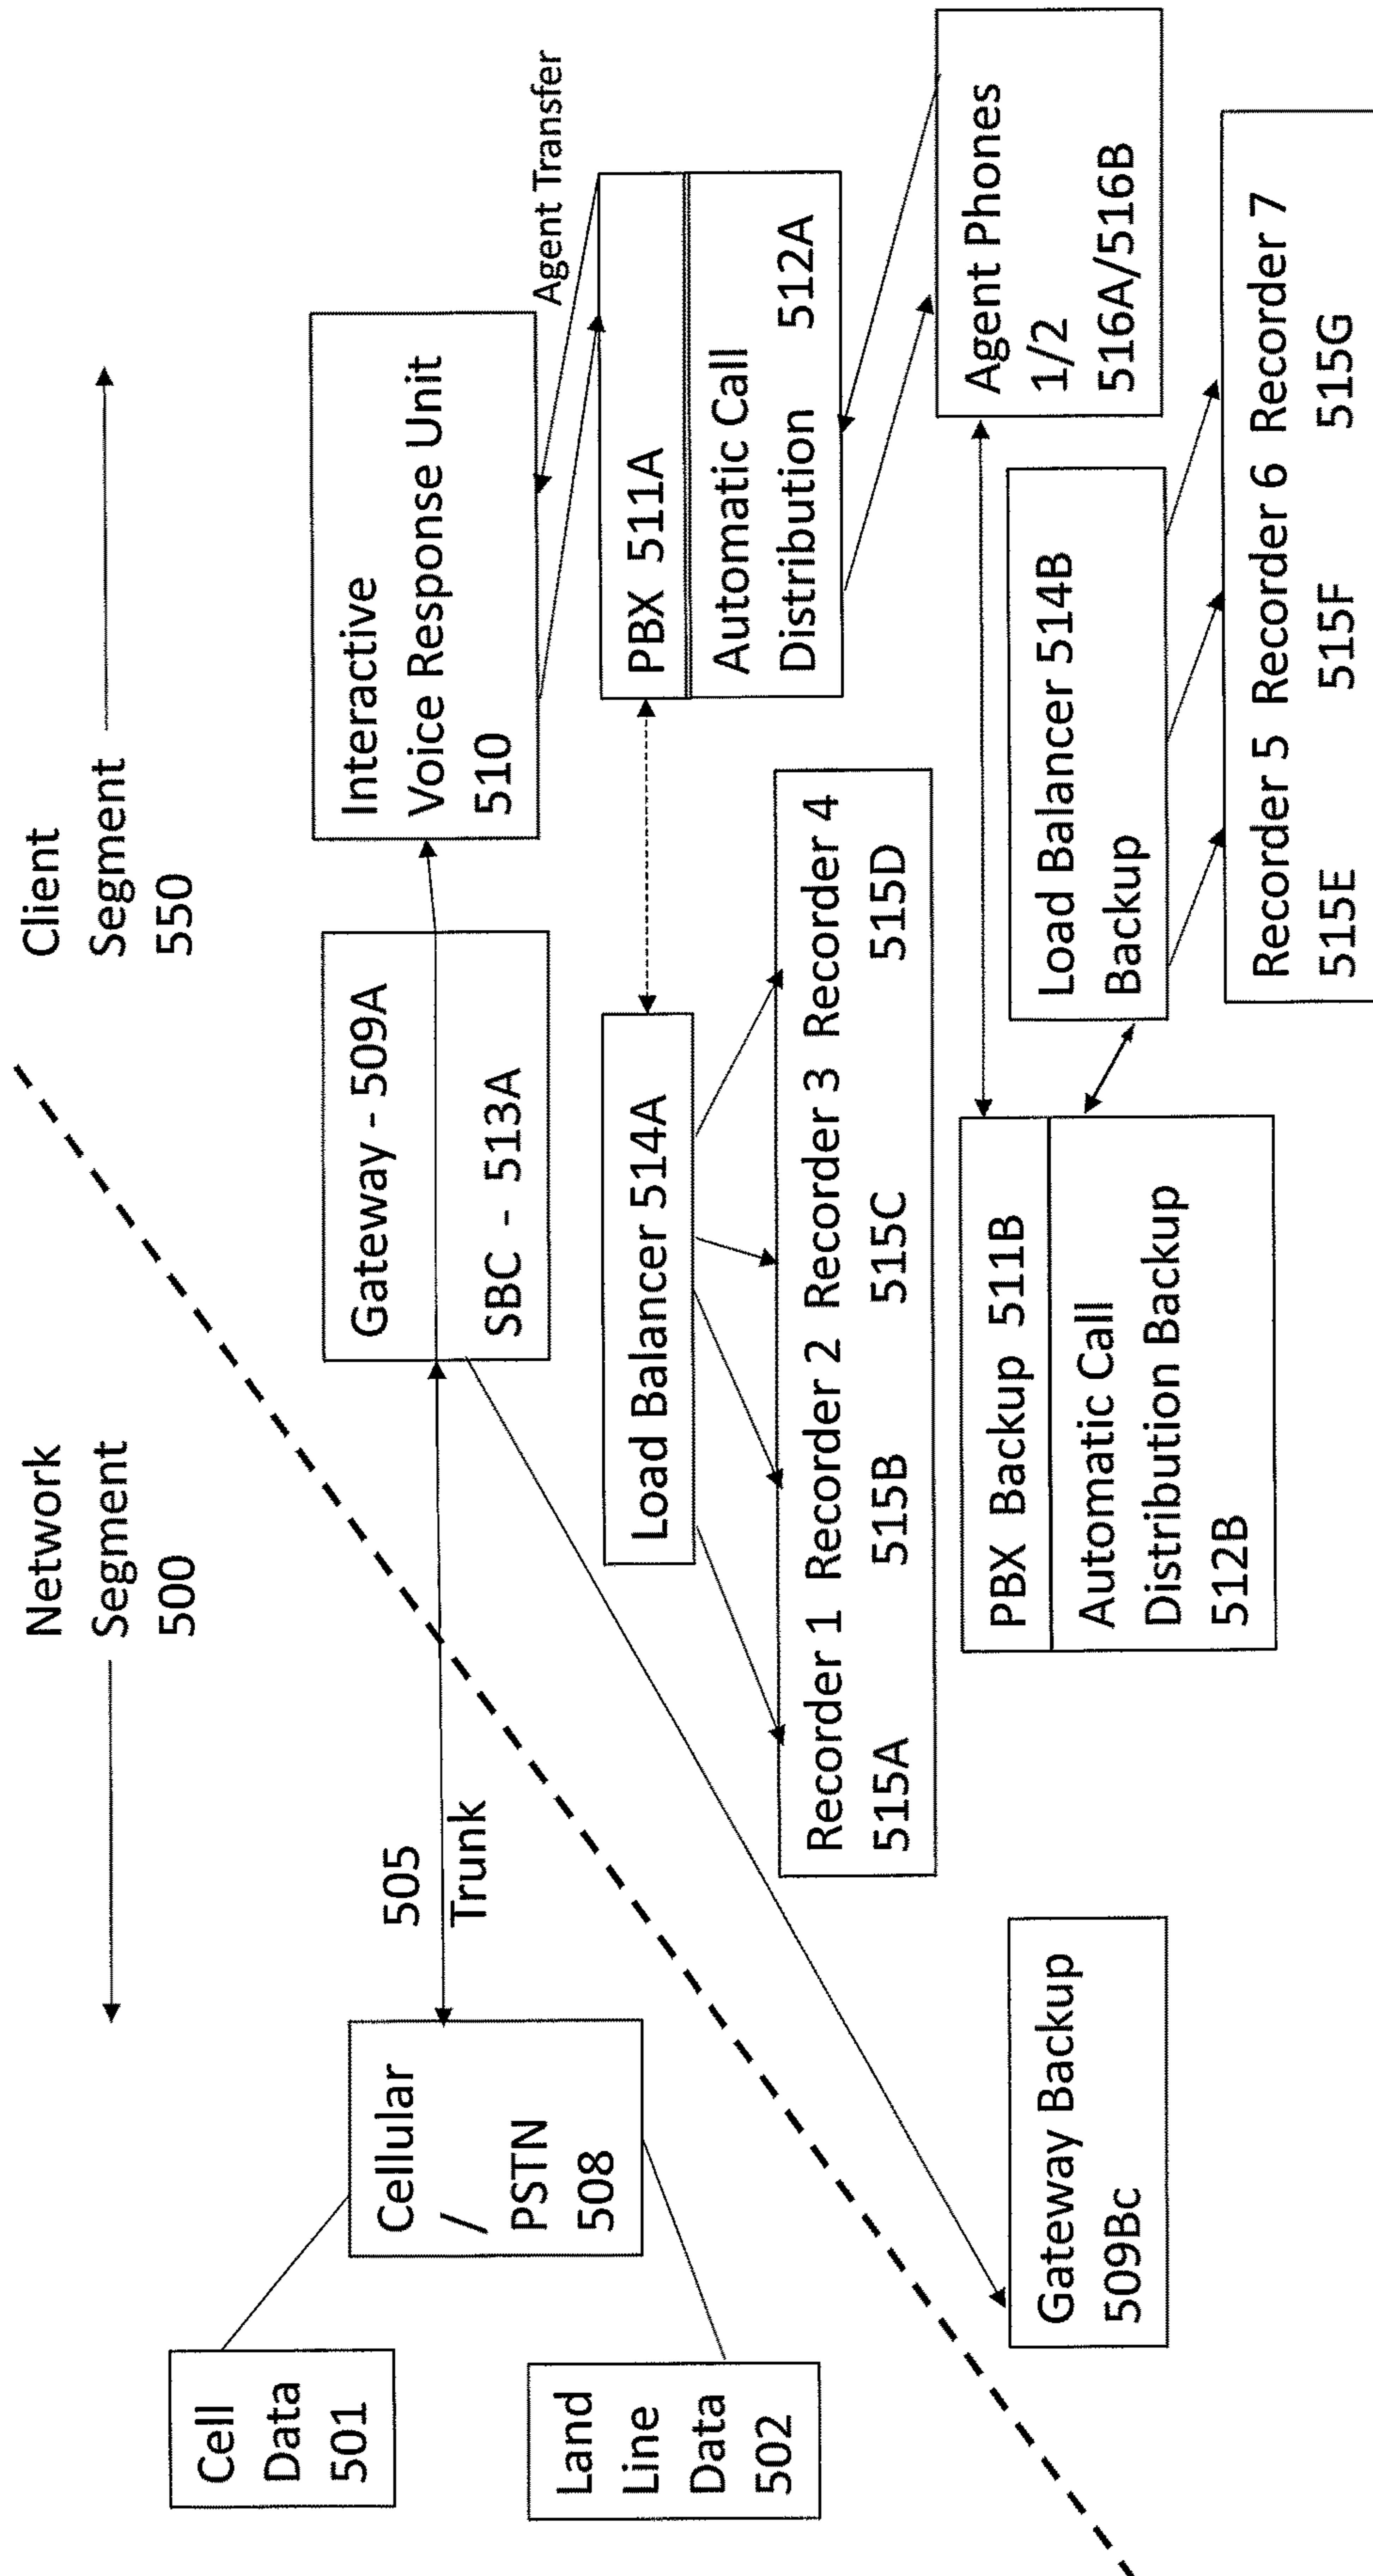 Network
Segment
500
Client
Segment
550
Cell
Data
501
Land
Line
Data
502
Cellular
/
PSTN
508
505
Trunk
Gateway - 509A
SBC - 513A
Interactive
Voice Response Unit
510
Agent Transfer
Load Balancer 514A
PBX 511A
Automatic Call
Distribution 512A
Recorder 1 Recorder 2 Recorder 3 Recorder 4
515A 515B 515C 515D
Agent Phones
1/2
516A/516B
Gateway Backup
509Bc
PBX Backup 511B
Automatic Call
Distribution Backup
512B
Load Balancer 514B
Backup
Recorder 5 Recorder 6 Recorder 7
515E 515F 515G